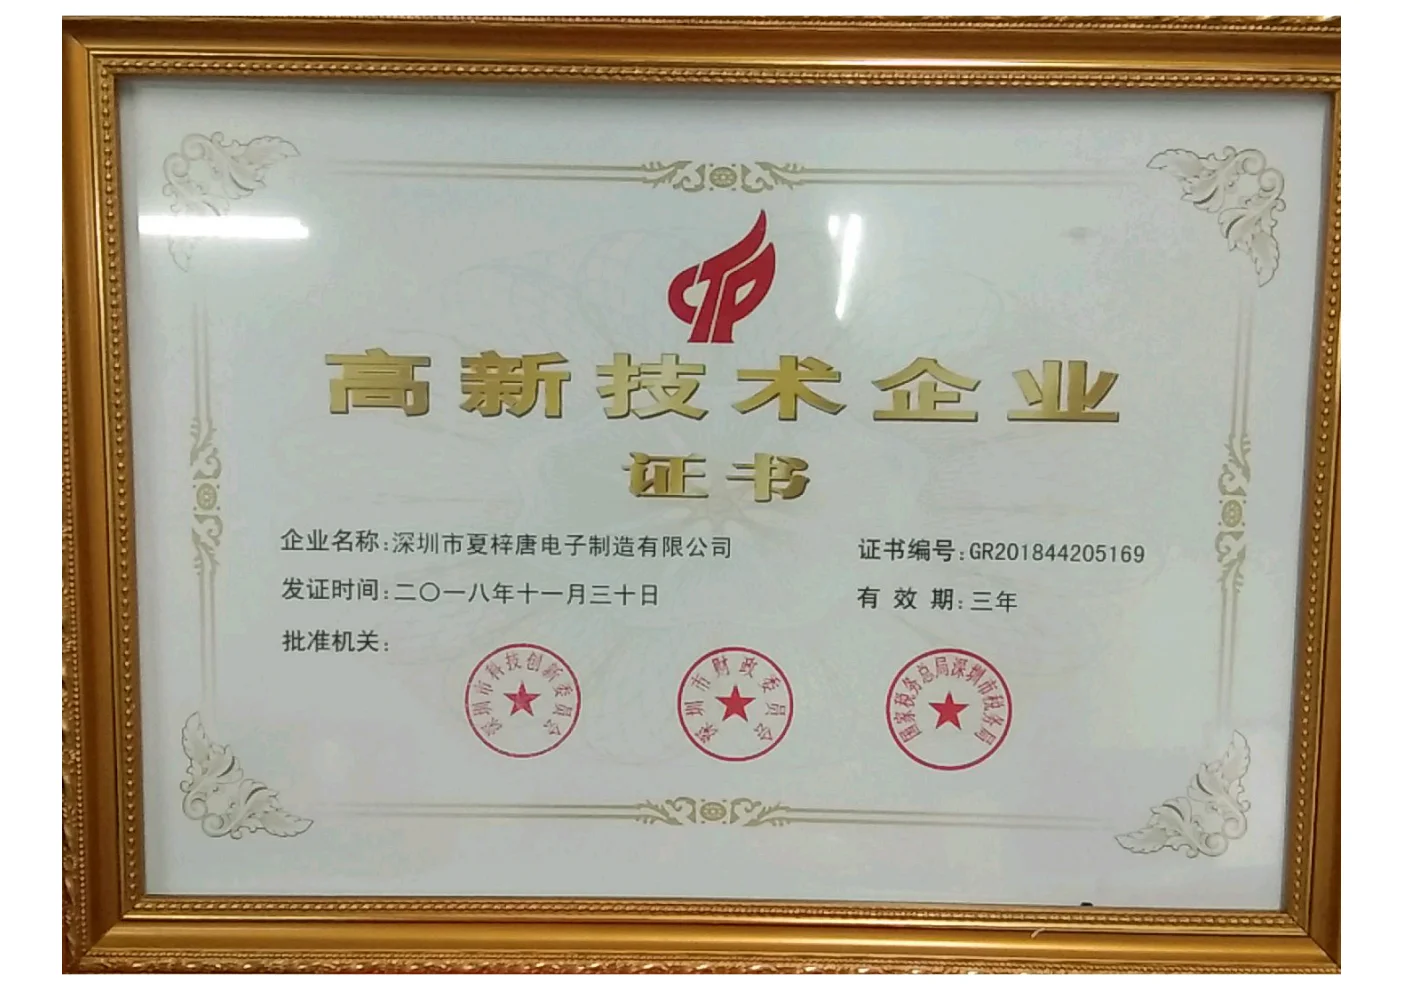 CTP
高新技术企业
证书
企业名称:深圳市夏梓唐电子制造有限公司
证书编号:GR201844205169
发证时间:二〇一八年十一月三十日
有 效 期:三年
批准机关:
深圳市科技创新委员会
深圳市财政委员会
国家税务总局深圳市税务局